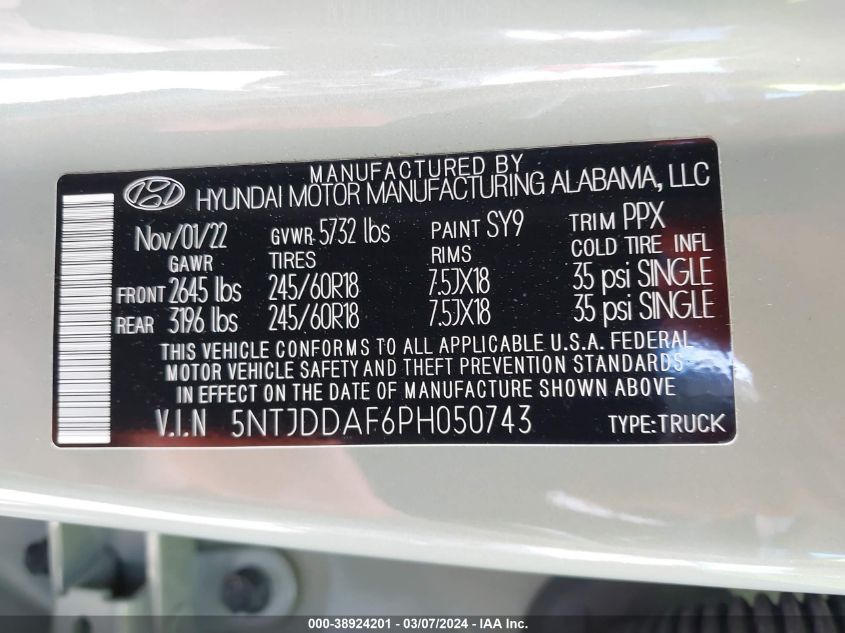 MANUFACTURED BY
HYUNDAI MOTOR MANUFACTURING ALABAMA, LLC
Nov/01/22 GVWR 5732 lbs PAINT SY9 TRIM PPX
GAWR TIRES RIMS COLD TIRE INFL
FRONT 2645 lbs 245/60R18 7.5JX18 35 psi SINGLE
REAR 3196 lbs 245/60R18 7.5JX18 35 psi SINGLE
THIS VEHICLE CONFORMS TO ALL APPLICABLE U.S.A. FEDERAL
MOTOR VEHICLE SAFETY AND THEFT PREVENTION STANDARDS
IN EFFECT ON THE DATE OF MANUFACTURE SHOWN ABOVE.
V.I.N 5NTJDDAF6PH050743 TYPE:TRUCK
000-38924201 - 03/07/2024 - IAA Inc.